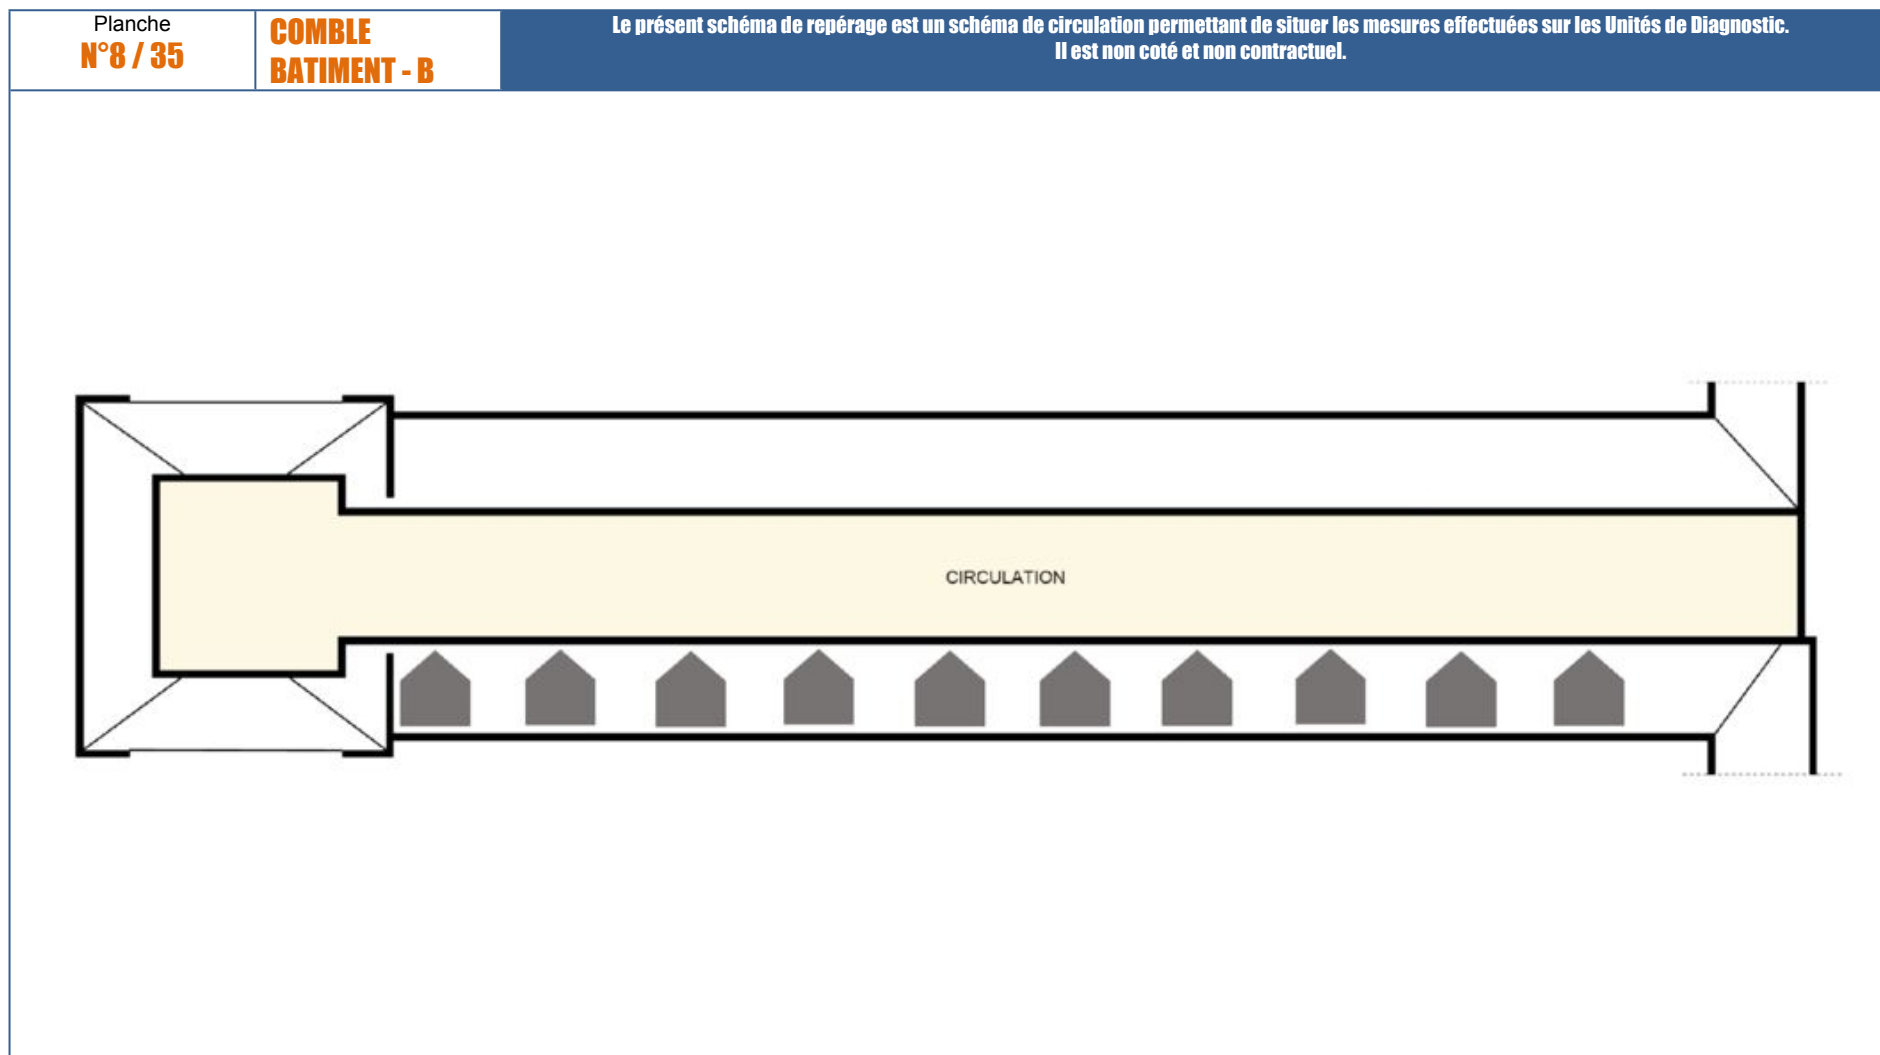 Planche
N°8 / 35
COMBLE
BATIMENT - B
Le présent schéma de repérage est un schéma de circulation permettant de situer les mesures effectuées sur les Unités de Diagnostic.
Il est non coté et non contractuel.
CIRCULATION